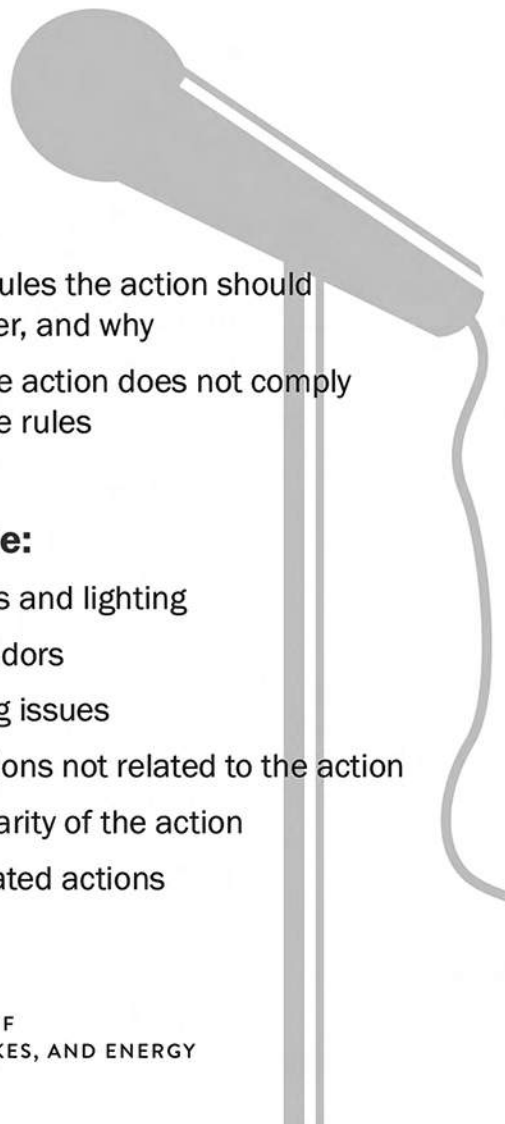 ules the action should
er, and why
e action does not comply
e rules
e:
s and lighting
dors
g issues
ons not related to the action
arity of the action
ated actions
F
KES, AND ENERGY